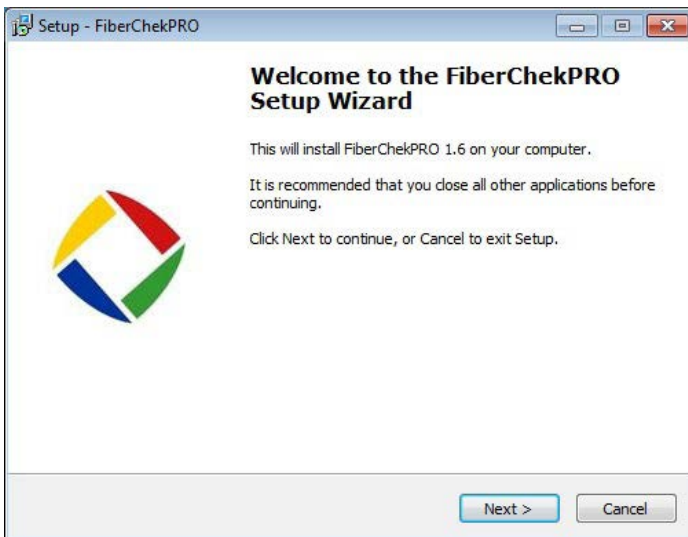 Setup - FiberChekPRO
Welcome to the FiberChekPRO
Setup Wizard
This will install FiberChekPRO 1.6 on your computer.
It is recommended that you close all other applications before
continuing.
Click Next to continue, or Cancel to exit Setup.
Next >
Cancel